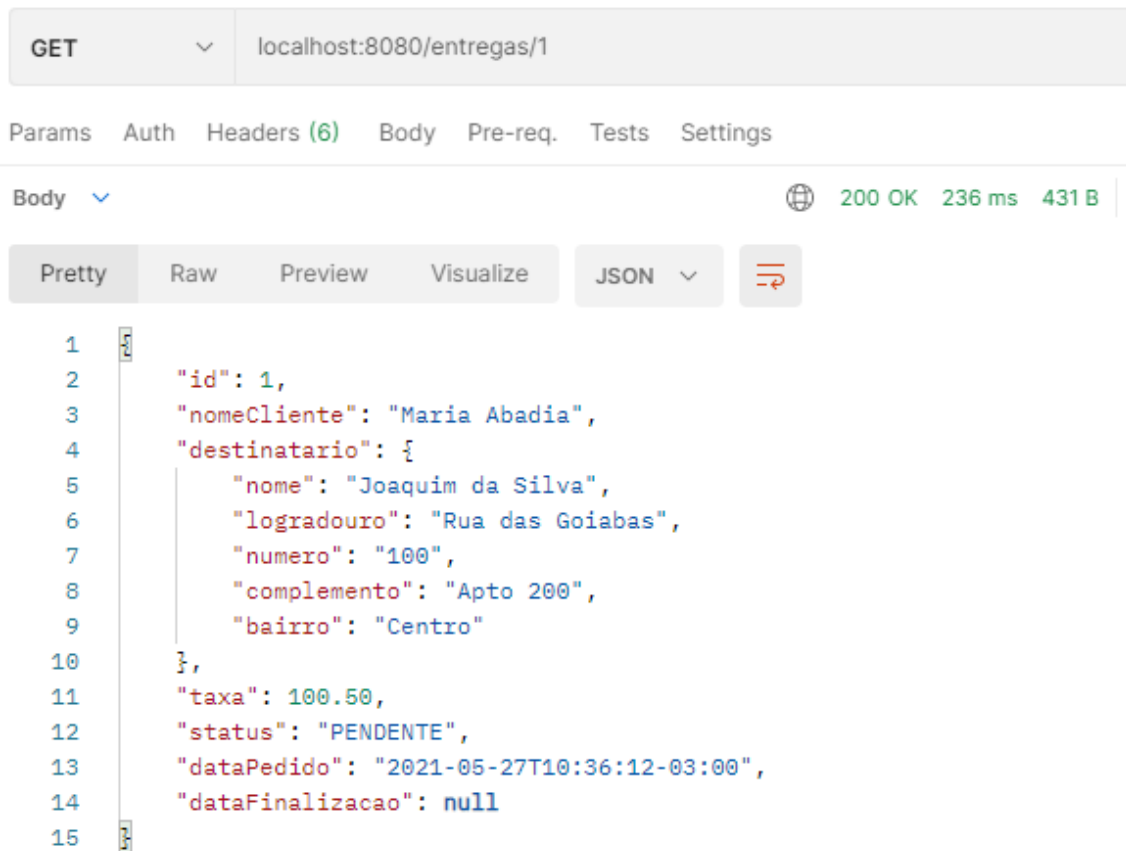 GET localhost:8080/entregas/1
Params Auth Headers (6) Body Pre-req. Tests Settings
Body 200 OK 236 ms 431 B
Pretty Raw Preview Visualize JSON
1 {
2 "id": 1,
3 "nomeCliente": "Maria Abadia",
4 "destinatario": {
5 "nome": "Joaquim da Silva",
6 "logradouro": "Rua das Goiabas",
7 "numero": "100",
8 "complemento": "Apto 200",
9 "bairro": "Centro"
10 },
11 "taxa": 100.50,
12 "status": "PENDENTE",
13 "dataPedido": "2021-05-27T10:36:12-03:00",
14 "dataFinalizacao": null
15 }